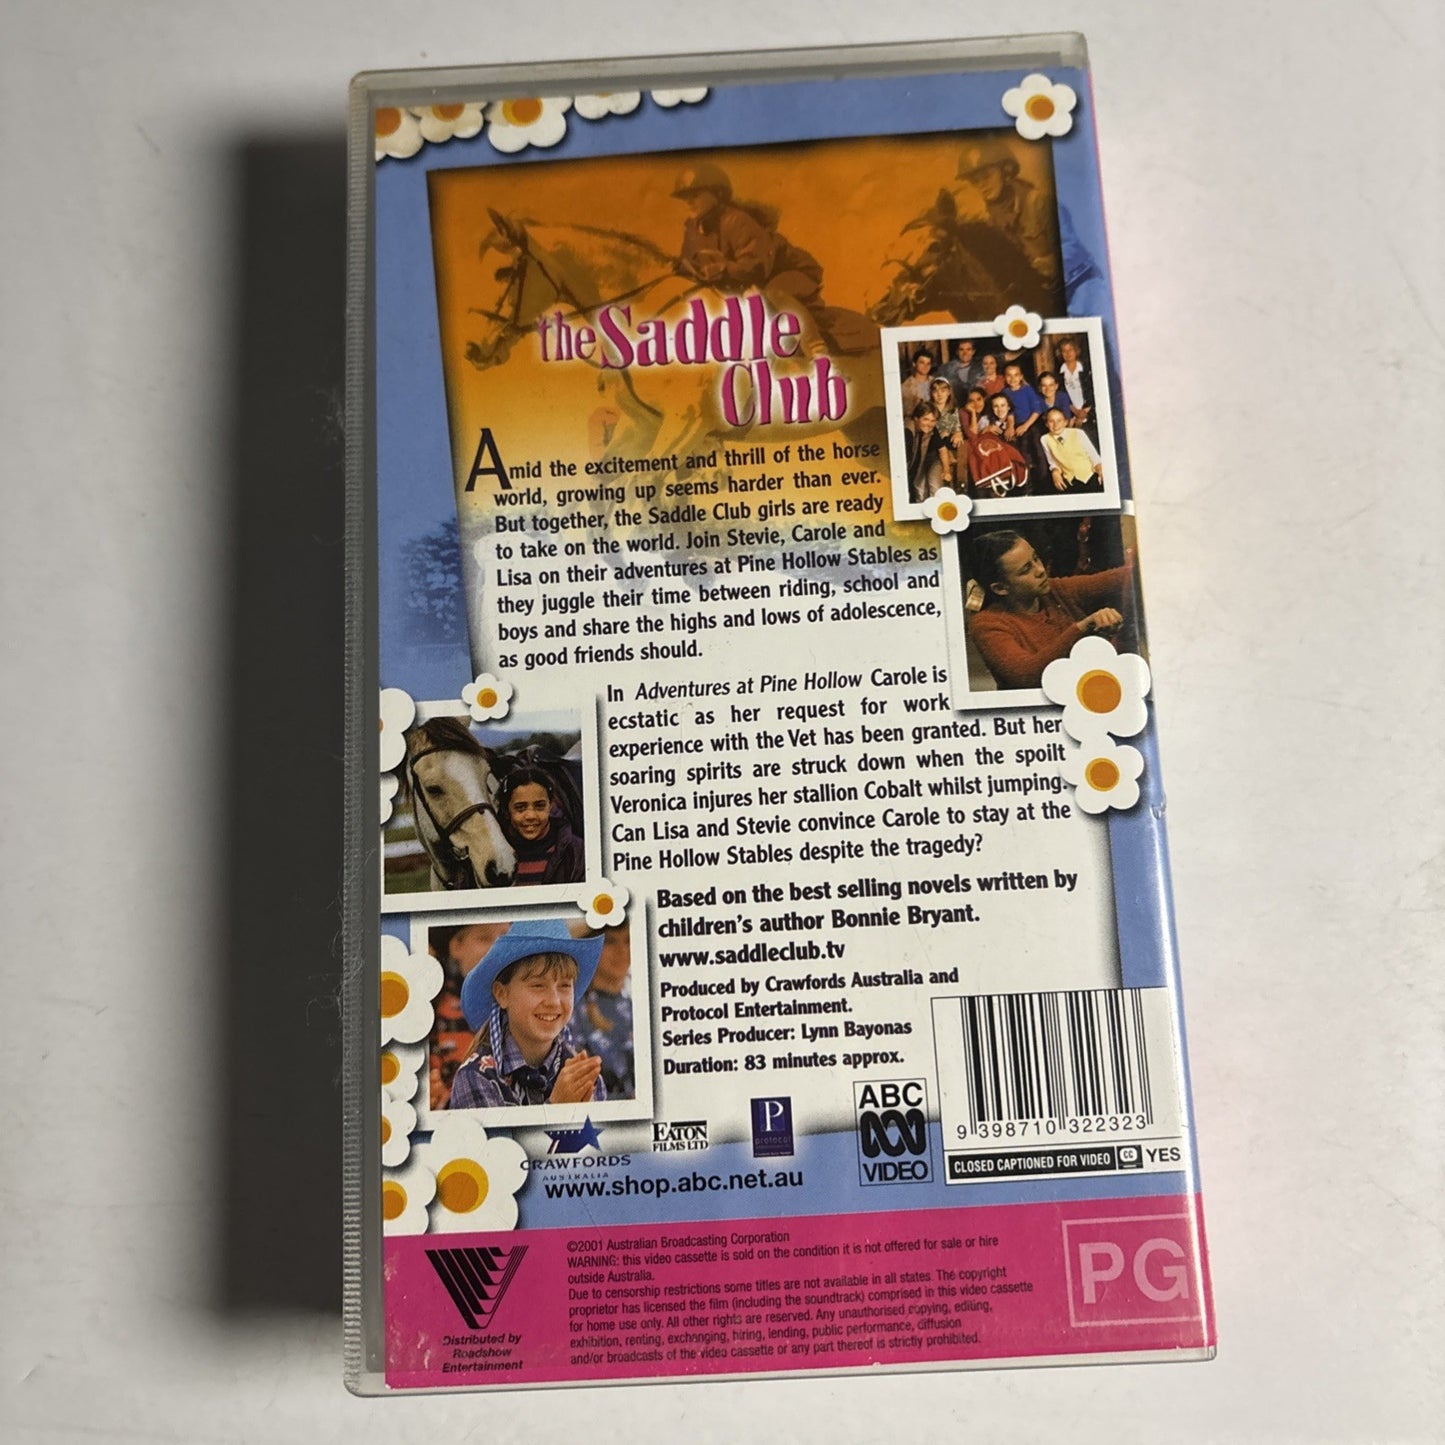 the Saddle
Club
Amid the excitement and thrill of the horse
world, growing up seems harder than ever.
But together, the Saddle Club girls are ready
to take on the world. Join Stevie, Carole and
Lisa on their adventures at Pine Hollow Stables as
they juggle their time between riding, school and
boys and share the highs and lows of adolescence,
as good friends should.
In Adventures at Pine Hollow Carole is
ecstatic as her request for work
experience with the Vet has been granted. But her
soaring spirits are struck down when the spoilt
Veronica injures her stallion Cobalt whilst jumping.
Can Lisa and Stevie convince Carole to stay at the
Pine Hollow Stables despite the tragedy?
Based on the best selling novels written by
children's author Bonnie Bryant.
www.saddleclub.tv
Produced by Crawfords Australia and
Protocol Entertainment.
Series Producer: Lynn Bayonas
Duration: 83 minutes approx.
CRAWFORDS
AUSTRALIA
EATON
FILMS LTD
P
protocol
ABC
VIDEO
9 398710 322323
CLOSED CAPTIONED FOR VIDEO CC YES
www.shop.abc.net.au
Distributed by
Roadshow
Entertainment
©2001 Australian Broadcasting Corporation
WARNING: this video cassette is sold on the condition it is not offered for sale or hire
outside Australia.
Due to censorship restrictions some titles are not available in all states. The copyright
proprietor has licensed the film (including the soundtrack) comprised in this video cassette
for home use only. All other rights are reserved. Any unauthorised copying, editing,
exhibition, renting, exchanging, hiring, lending, public performance, diffusion
and/or broadcasts of the video cassette or any part thereof is strictly prohibited.
PG